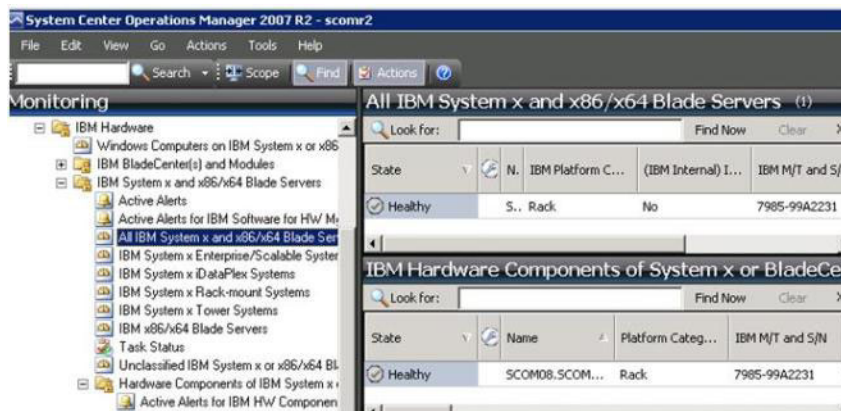 System Center Operations Manager 2007 R2 - scomr2
File Edit View Go Actions Tools Help
Search Scope Find Actions
Monitoring
IBM Hardware
Windows Computers on IBM System x or x86
IBM BladeCenter(s) and Modules
IBM System x and x86/x64 Blade Servers
Active Alerts
Active Alerts for IBM Software for HW M
All IBM System x and x86/x64 Blade Ser
IBM System x Enterprise/Scalable System
IBM System x iDataPlex Systems
IBM System x Rack-mount Systems
IBM System x Tower Systems
IBM x86/x64 Blade Servers
Task Status
Unclassified IBM System x or x86/x64 Bl
Hardware Components of IBM System x
Active Alerts for IBM HW Componen
All IBM System x and x86/x64 Blade Servers (1)
Look for: Find Now Clear
State N. IBM Platform C... (IBM Internal) I... IBM M/T and S/
Healthy S.. Rack No 7985-99A2231
IBM Hardware Components of System x or BladeCe
Look for: Find Now Clear
State Name Platform Categ... IBM M/T and S/N
Healthy SCOM08.SCOM... Rack 7985-99A2231